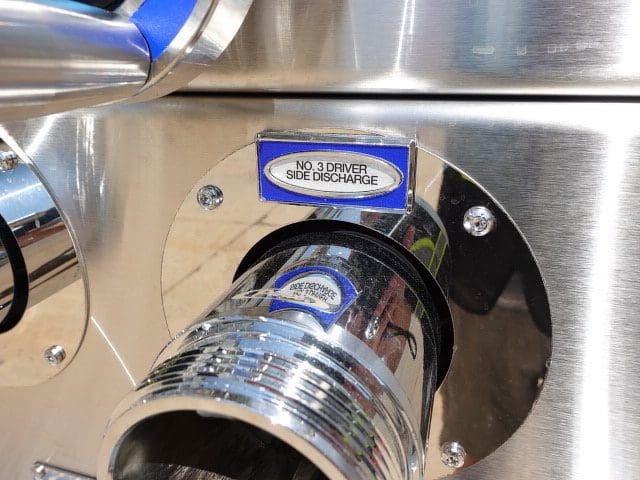 NO. 3 DRIVER
SIDE DISCHARGE